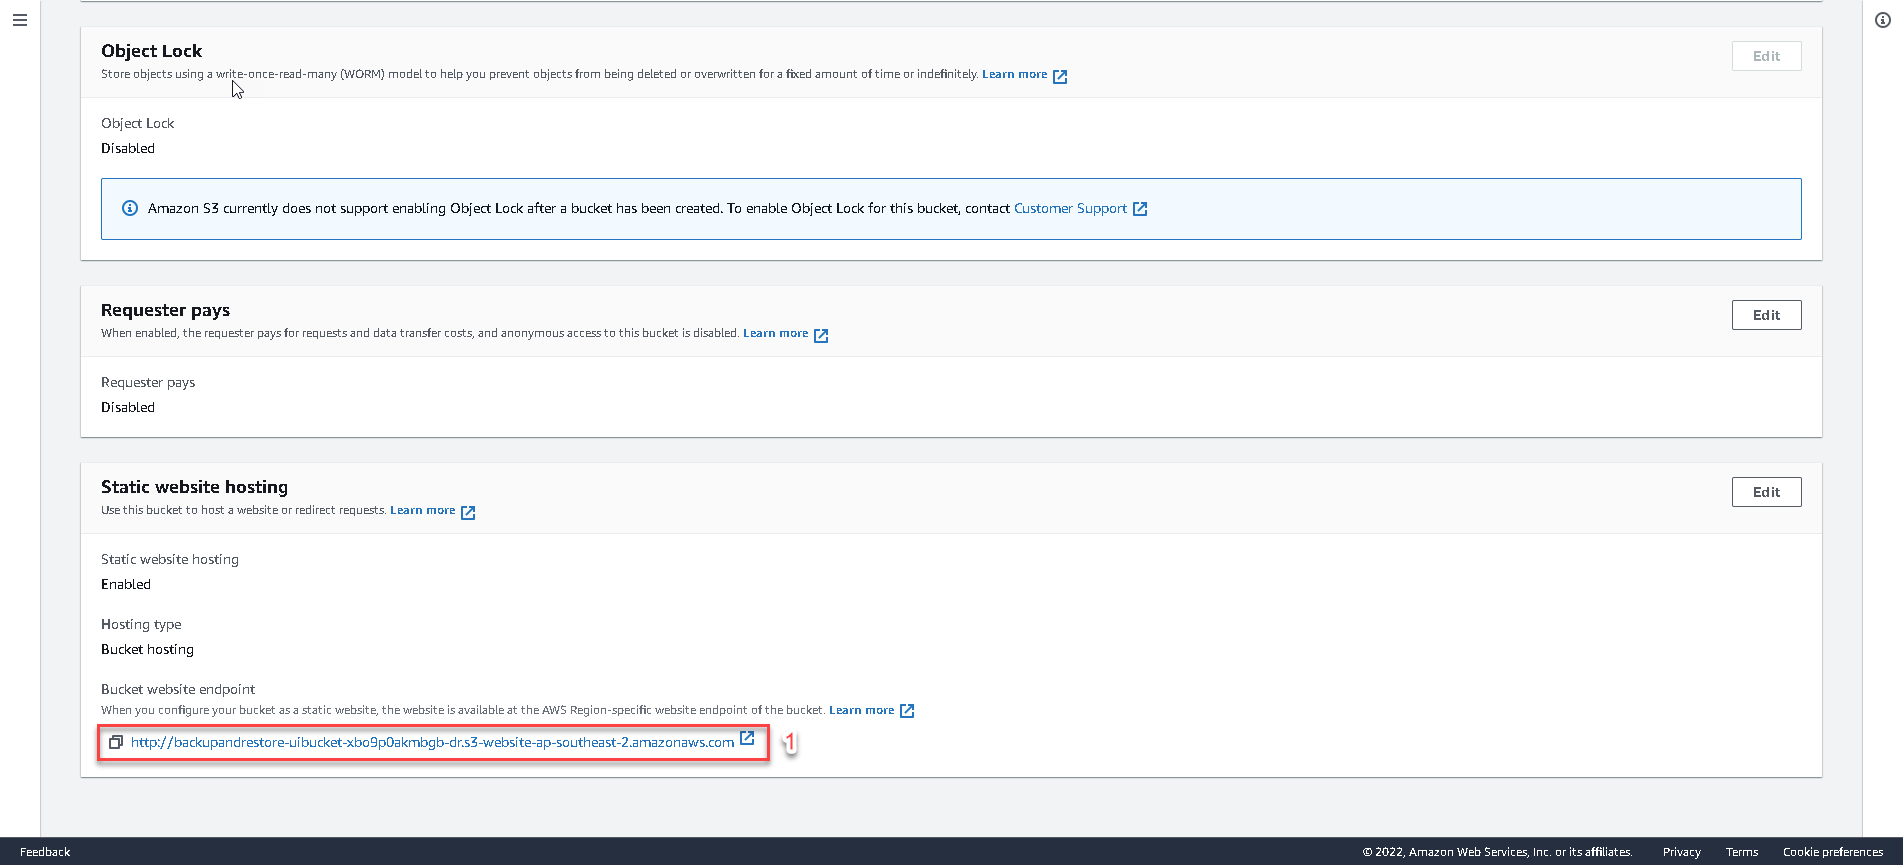 Object Lock
Edit
Store objects using a write-once-read-many (WORM) model to help you prevent objects from being deleted or overwritten for a fixed amount of time or indefinitely. Learn more
Object Lock
Disabled
Amazon S3 currently does not support enabling Object Lock after a bucket has been created. To enable Object Lock for this bucket, contact Customer Support
Requester pays
Edit
When enabled, the requester pays for requests and data transfer costs, and anonymous access to this bucket is disabled. Learn more
Requester pays
Disabled
Static website hosting
Edit
Use this bucket to host a website or redirect requests. Learn more
Static website hosting
Enabled
Hosting type
Bucket hosting
Bucket website endpoint
When you configure your bucket as a static website, the website is available at the AWS Region-specific website endpoint of the bucket. Learn more
http://backupandrestore-uibucket-xbo9p0akmbgb-dr.s3-website-ap-southeast-2.amazonaws.com 1
Feedback © 2022, Amazon Web Services, Inc. or its affiliates. Privacy Terms Cookie preferences